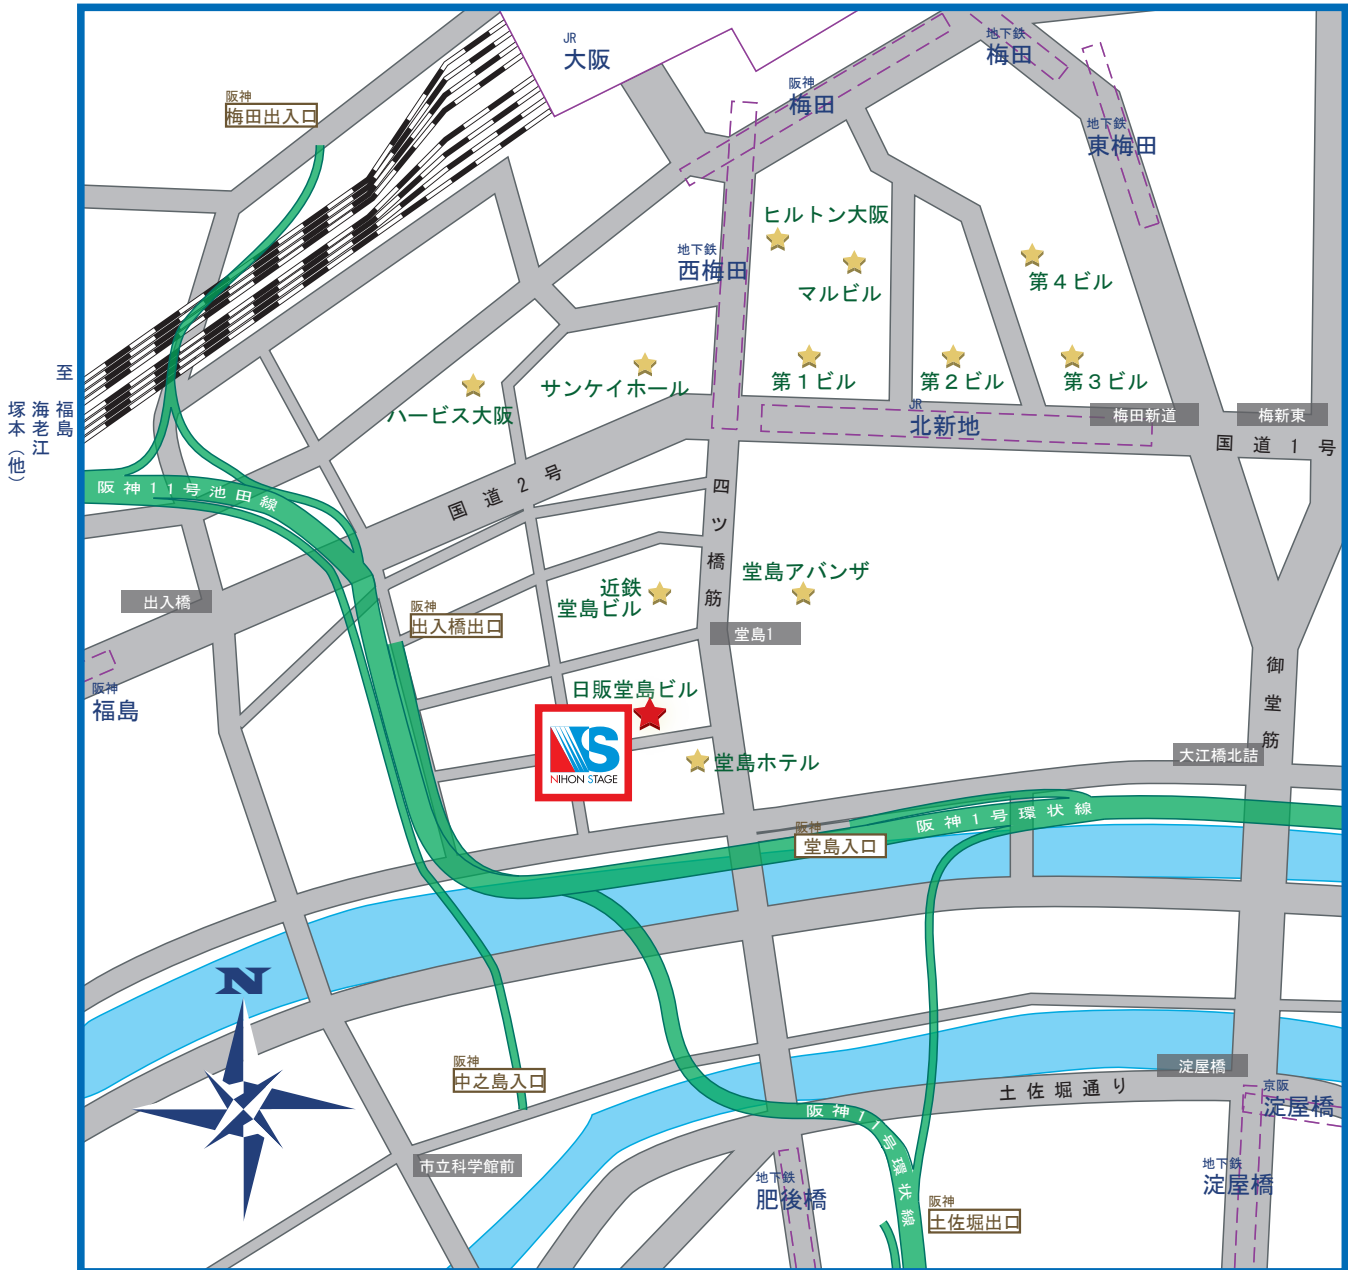 JR
大阪
阪神
梅田出入口
阪神
梅田
地下鉄
梅田
地下鉄
東梅田
ヒルトン大阪
地下鉄
西梅田
マルビル
第4ビル
サンケイホール
第1ビル
第2ビル
第3ビル
ハービス大阪
JR
北新地
梅田新道
梅新東
国道1号
至
福島
海老江
塚本(他)
阪神11号池田線
国道2号
四ツ橋筋
堂島アバンザ
近鉄
堂島ビル
出入橋
阪神
出入橋出口
堂島1
阪神
福島
日販堂島ビル
NS
NIHON STAGE
堂島ホテル
御堂筋
大江橋北詰
阪神1号環状線
阪神
堂島入口
N
阪神
中之島入口
淀屋橋
土佐堀通り
京阪
淀屋橋
阪神11号環状線
市立科学館前
地下鉄
肥後橋
地下鉄
淀屋橋
阪神
土佐堀出口